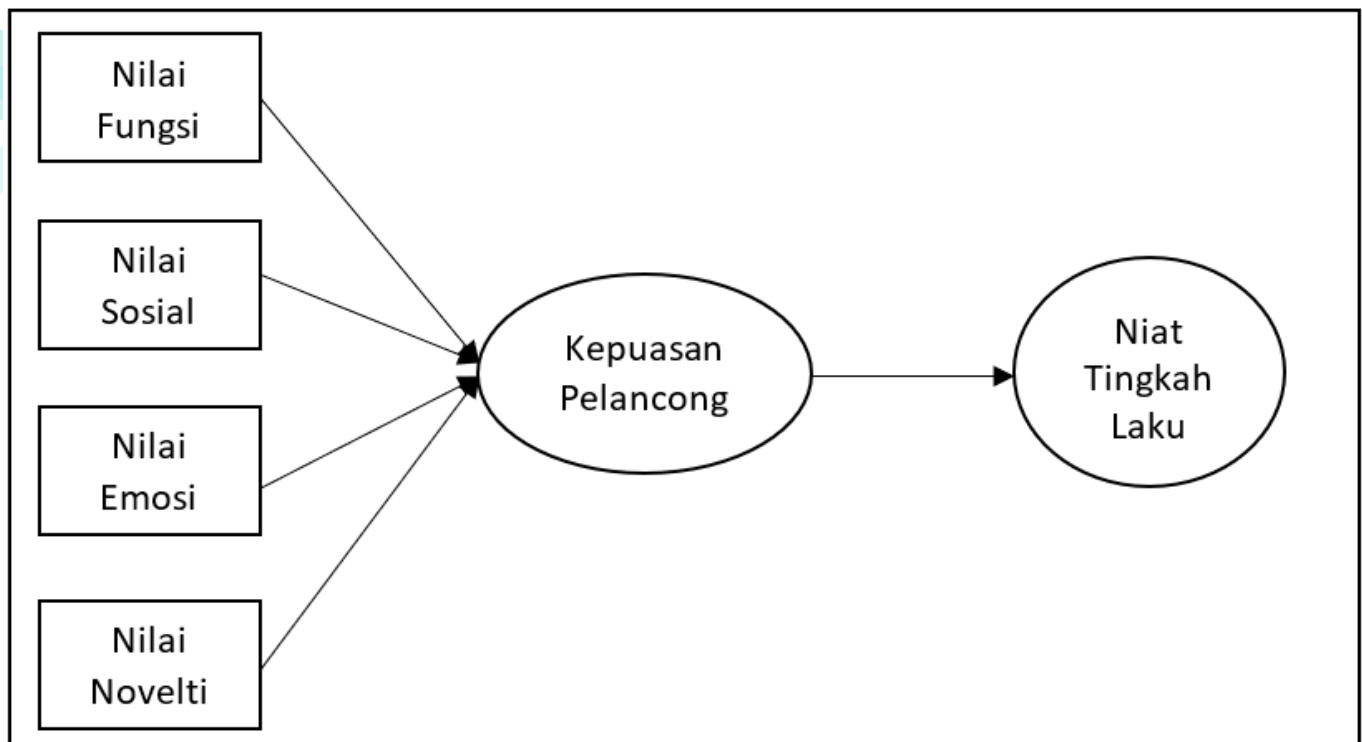 Nilai
Fungsi
Nilai
Sosial
Nilai
Emosi
Nilai
Novelti
Kepuasan
Pelancong
Niat
Tingkah
Laku